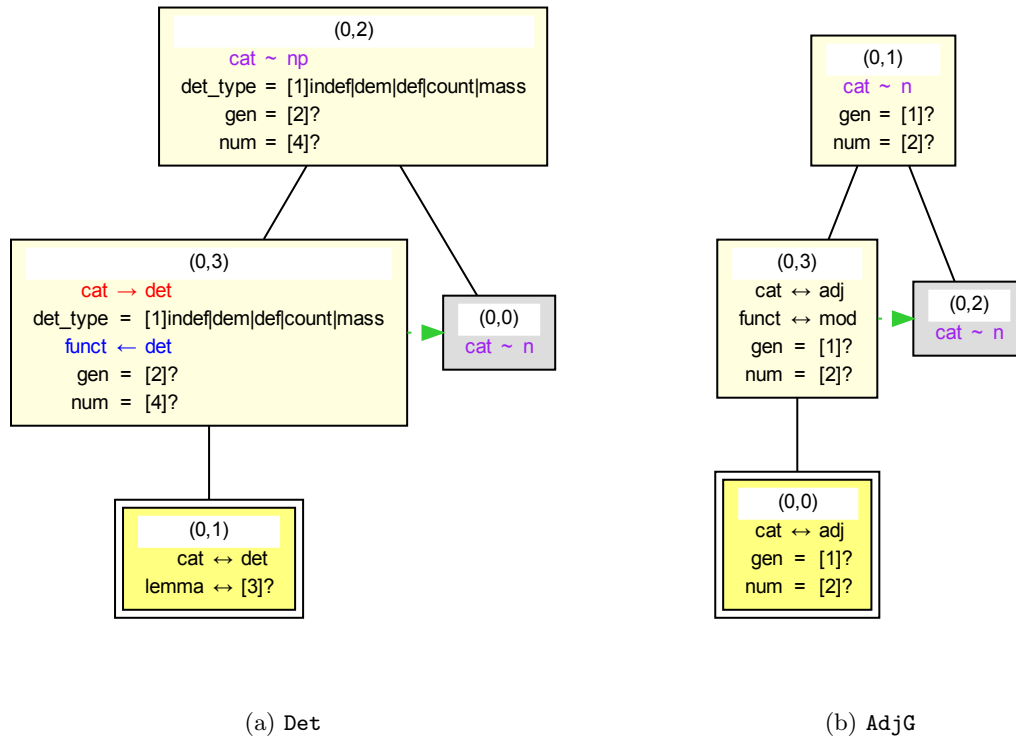 (0,2)
cat ~ np
det_type = [1]indef|dem|def|count|mass
gen = [2]?
num = [4]?
(0,3)
cat → det
det_type = [1]indef|dem|def|count|mass
funct ← det
gen = [2]?
num = [4]?
(0,0)
cat ~ n
(0,1)
cat ↔ det
lemma ↔ [3]?
(a) Det
(0,1)
cat ~ n
gen = [1]?
num = [2]?
(0,3)
cat ↔ adj
funct ↔ mod
gen = [1]?
num = [2]?
(0,2)
cat ~ n
(0,0)
cat ↔ adj
gen = [1]?
num = [2]?
(b) AdjG